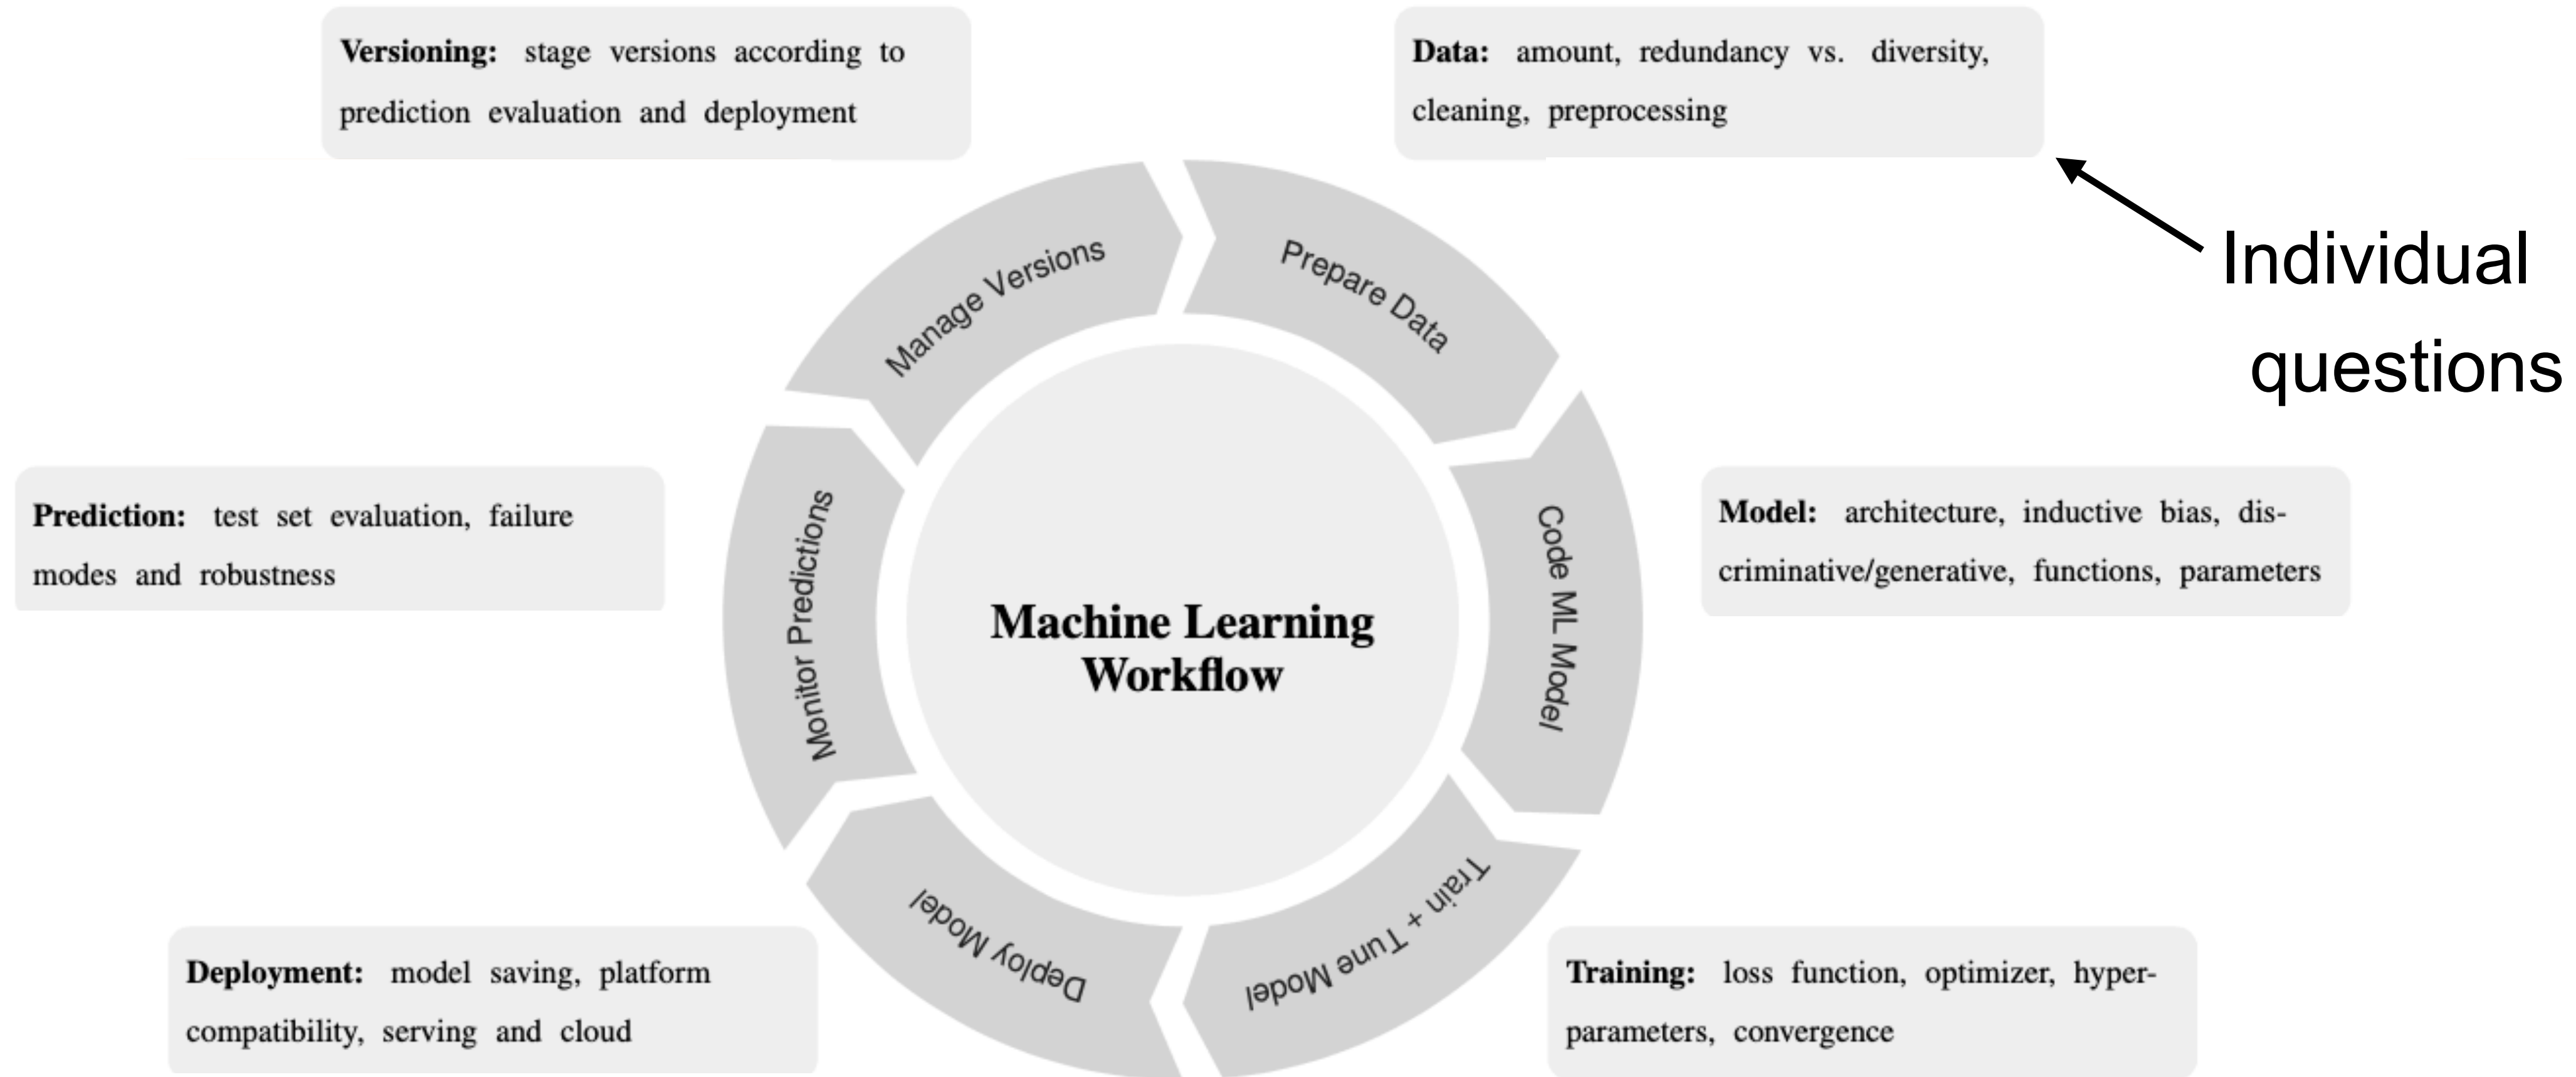 Versioning: stage versions according to
prediction evaluation and deployment
Data: amount, redundancy vs. diversity,
cleaning, preprocessing
Individual
questions
Manage Versions
Prepare Data
Prediction: test set evaluation, failure
modes and robustness
Monitor Predictions
Machine Learning
Workflow
Code ML Model
Model: architecture, inductive bias, dis-
criminative/generative, functions, parameters
Deploy Model
Train + Tune Model
Deployment: model saving, platform
compatibility, serving and cloud
Training: loss function, optimizer, hyper-
parameters, convergence